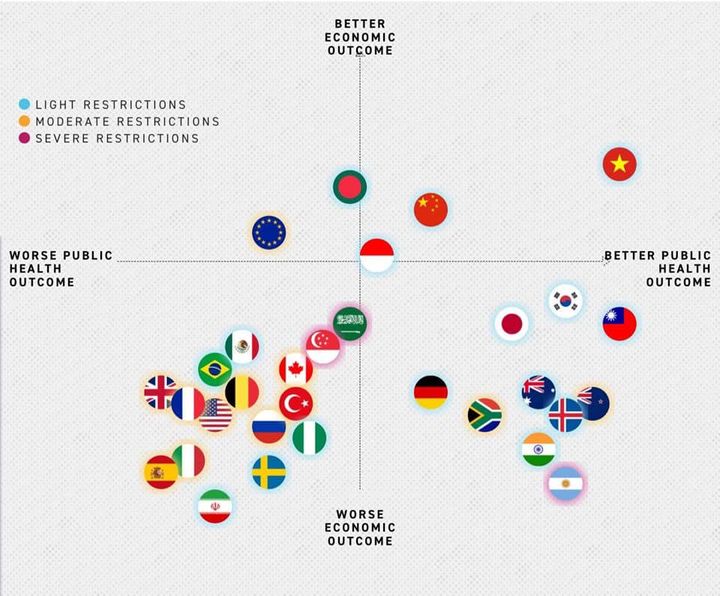 BETTER
ECONOMIC
OUTCOME
LIGHT RESTRICTIONS
MODERATE RESTRICTIONS
SEVERE RESTRICTIONS
WORSE PUBLIC
HEALTH
OUTCOME
BETTER PUBLIC
HEALTH
OUTCOME
WORSE
ECONOMIC
OUTCOME